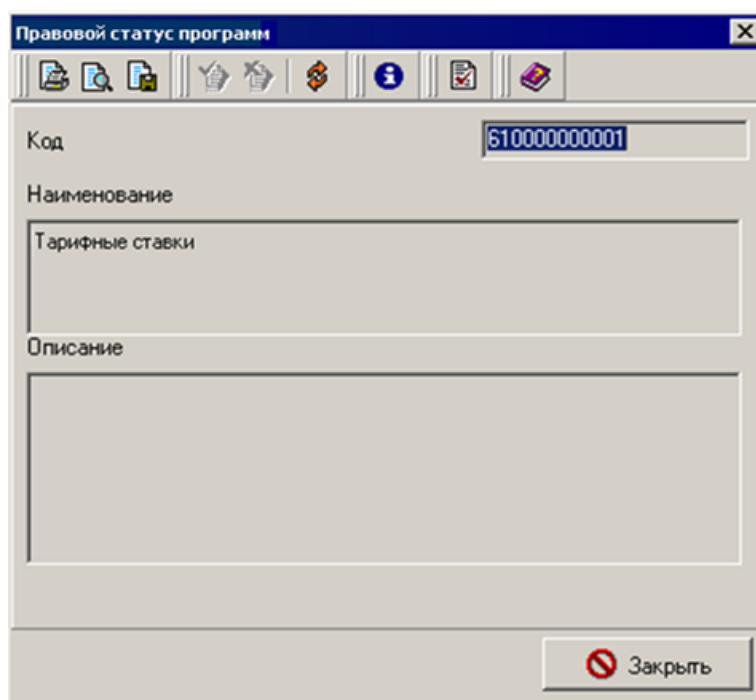 Правовой статус программ
Код
610000000001
Наименование
Тарифные ставки
Описание
Закрыть